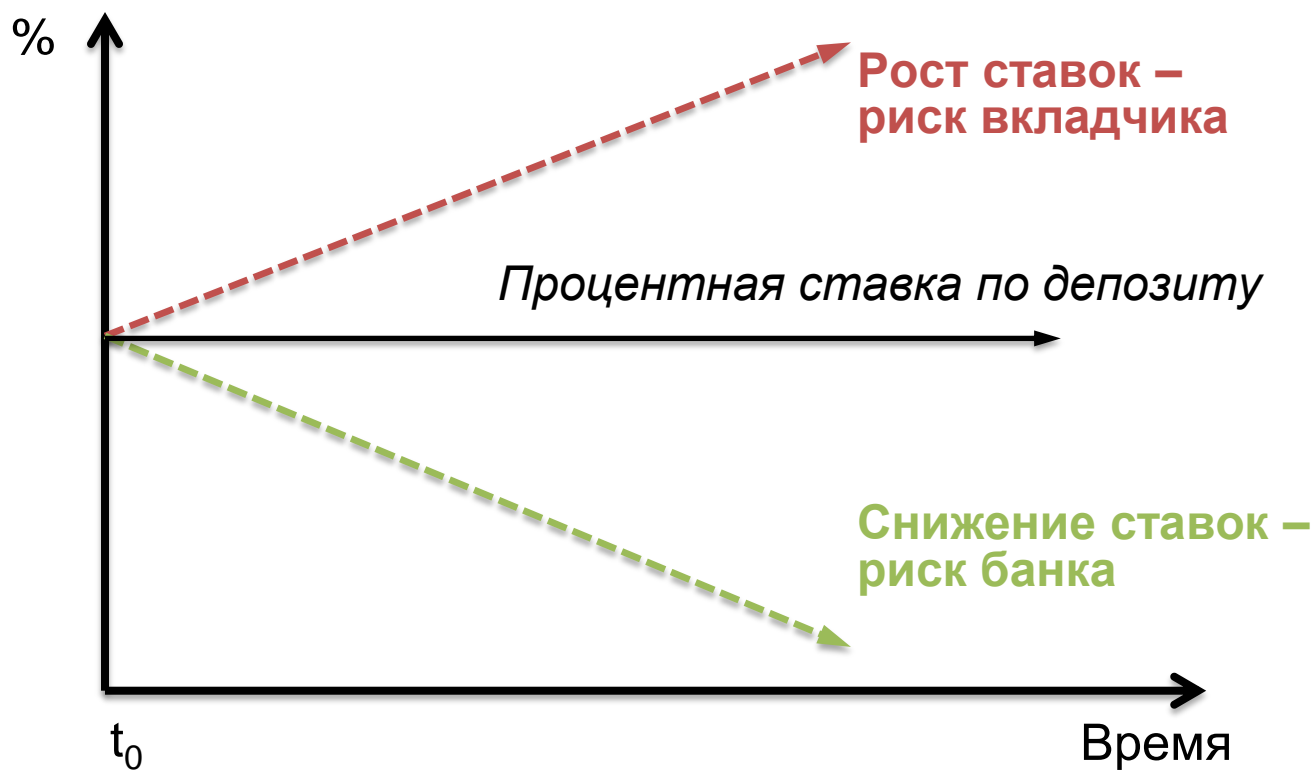 %
Рост ставок –
риск вкладчика
Процентная ставка по депозиту
Снижение ставок –
риск банка
t₀
Время